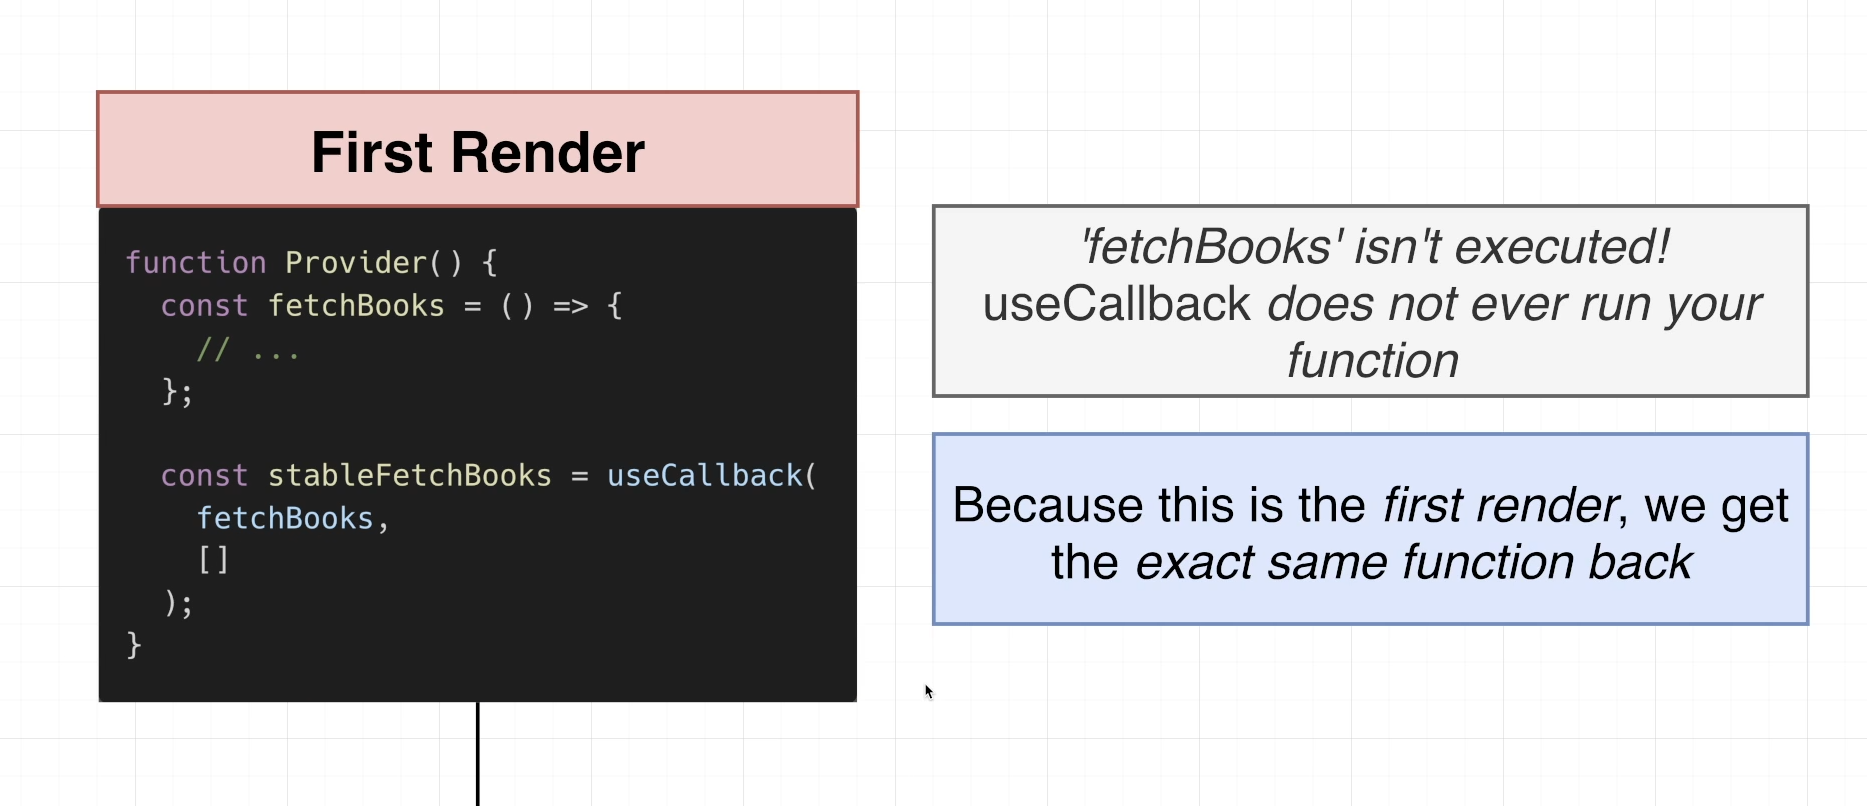 First Render
function Provider() {
  const fetchBooks = () => {
    // ...
  };
  const stableFetchBooks = useCallback(
    fetchBooks,
    []
  );
}
'fetchBooks' isn't executed!
useCallback does not ever run your
function
Because this is the first render, we get
the exact same function back